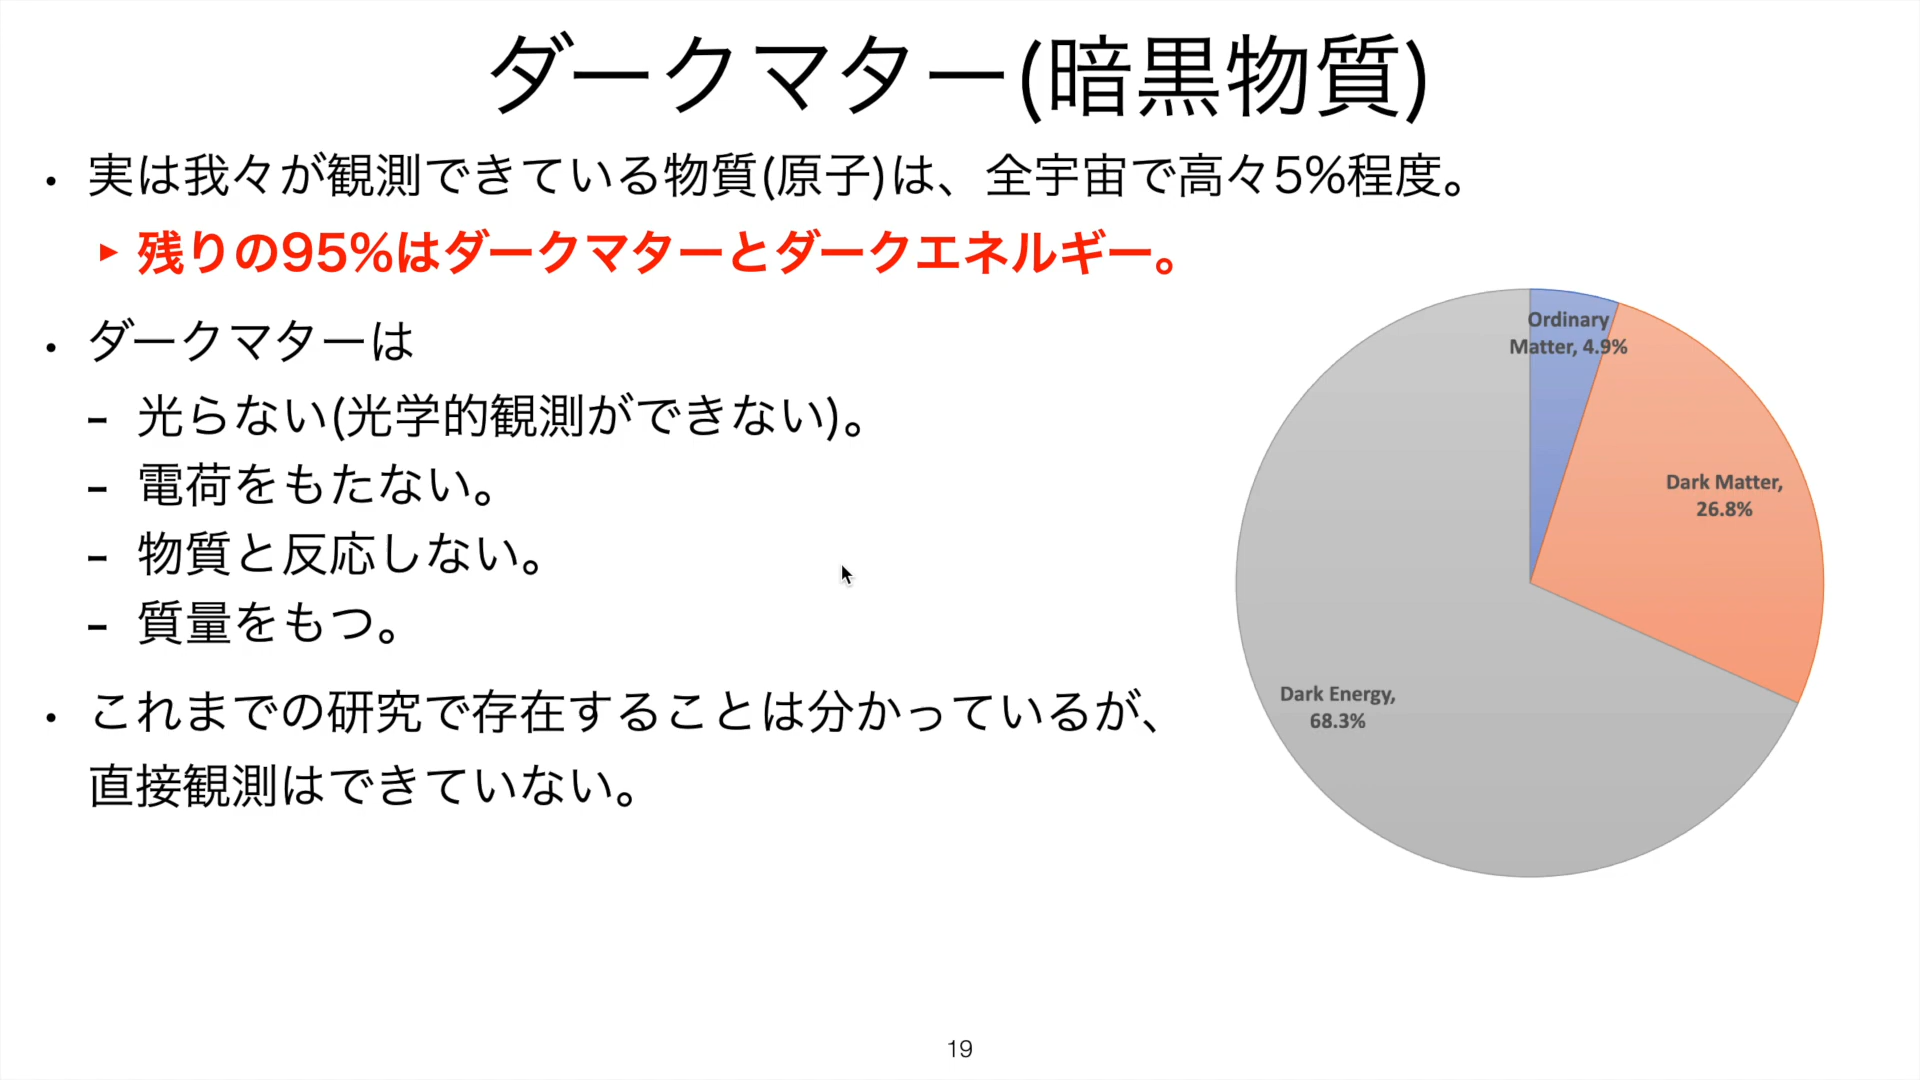 ダークマター(暗黒物質)
・ 実は我々が観測できている物質(原子)は、全宇宙で高々5%程度。
▸ 残りの95%はダークマターとダークエネルギー。
・ ダークマターは
- 光らない(光学的観測ができない)。
- 電荷をもたない。
- 物質と反応しない。
- 質量をもつ。
・ これまでの研究で存在することは分かっているが、
直接観測はできていない。
Ordinary
Matter, 4.9%
Dark Matter,
26.8%
Dark Energy,
68.3%
19